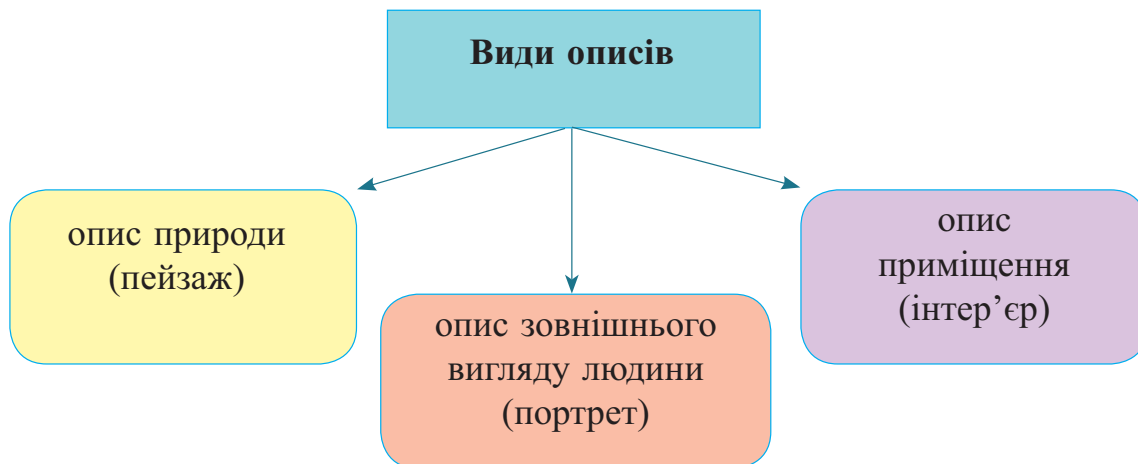 Види описів
опис природи
(пейзаж)
опис зовнішнього
вигляду людини
(портрет)
опис
приміщення
(інтер’єр)